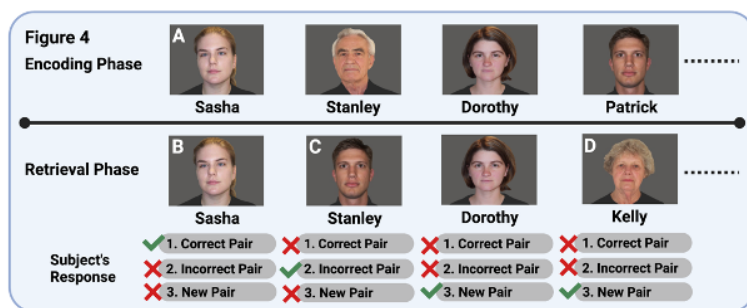 Figure 4
Encoding Phase
A
Sasha Stanley Dorothy Patrick
Retrieval Phase
B C D
Sasha Stanley Dorothy Kelly
Subject's
Response
1. Correct Pair 1. Correct Pair 1. Correct Pair 1. Correct Pair
2. Incorrect Pair 2. Incorrect Pair 2. Incorrect Pair 2. Incorrect Pair
3. New Pair 3. New Pair 3. New Pair 3. New Pair